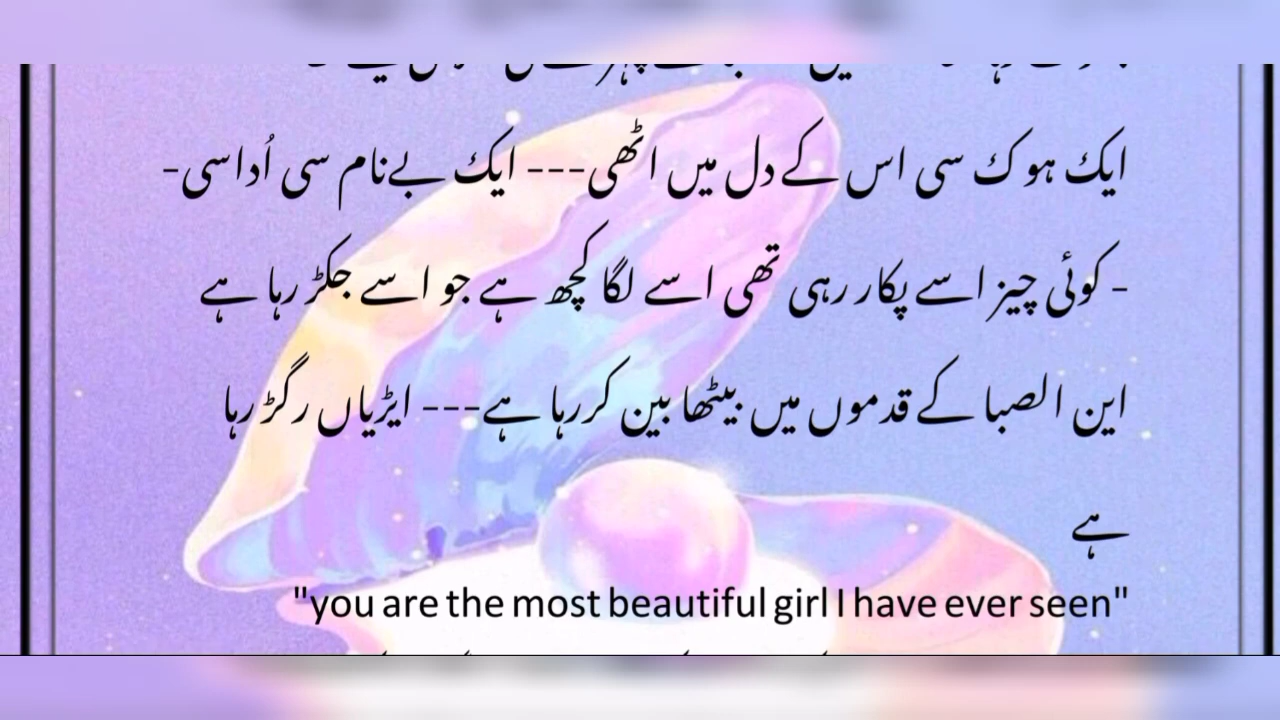 ایک ہوک سی اس کے دل میں اٹھی--- ایک بےنام سی اُداسی-
- کوئی چیز اسے پکار رہی تھی اسے لگا کچھ ہے جو اسے جکڑ رہا ہے
این الصبا کے قدموں میں بیٹھا بین کر رہا ہے--- ایڑیاں رگڑ رہا
ہے
"you are the most beautiful girl I have ever seen"